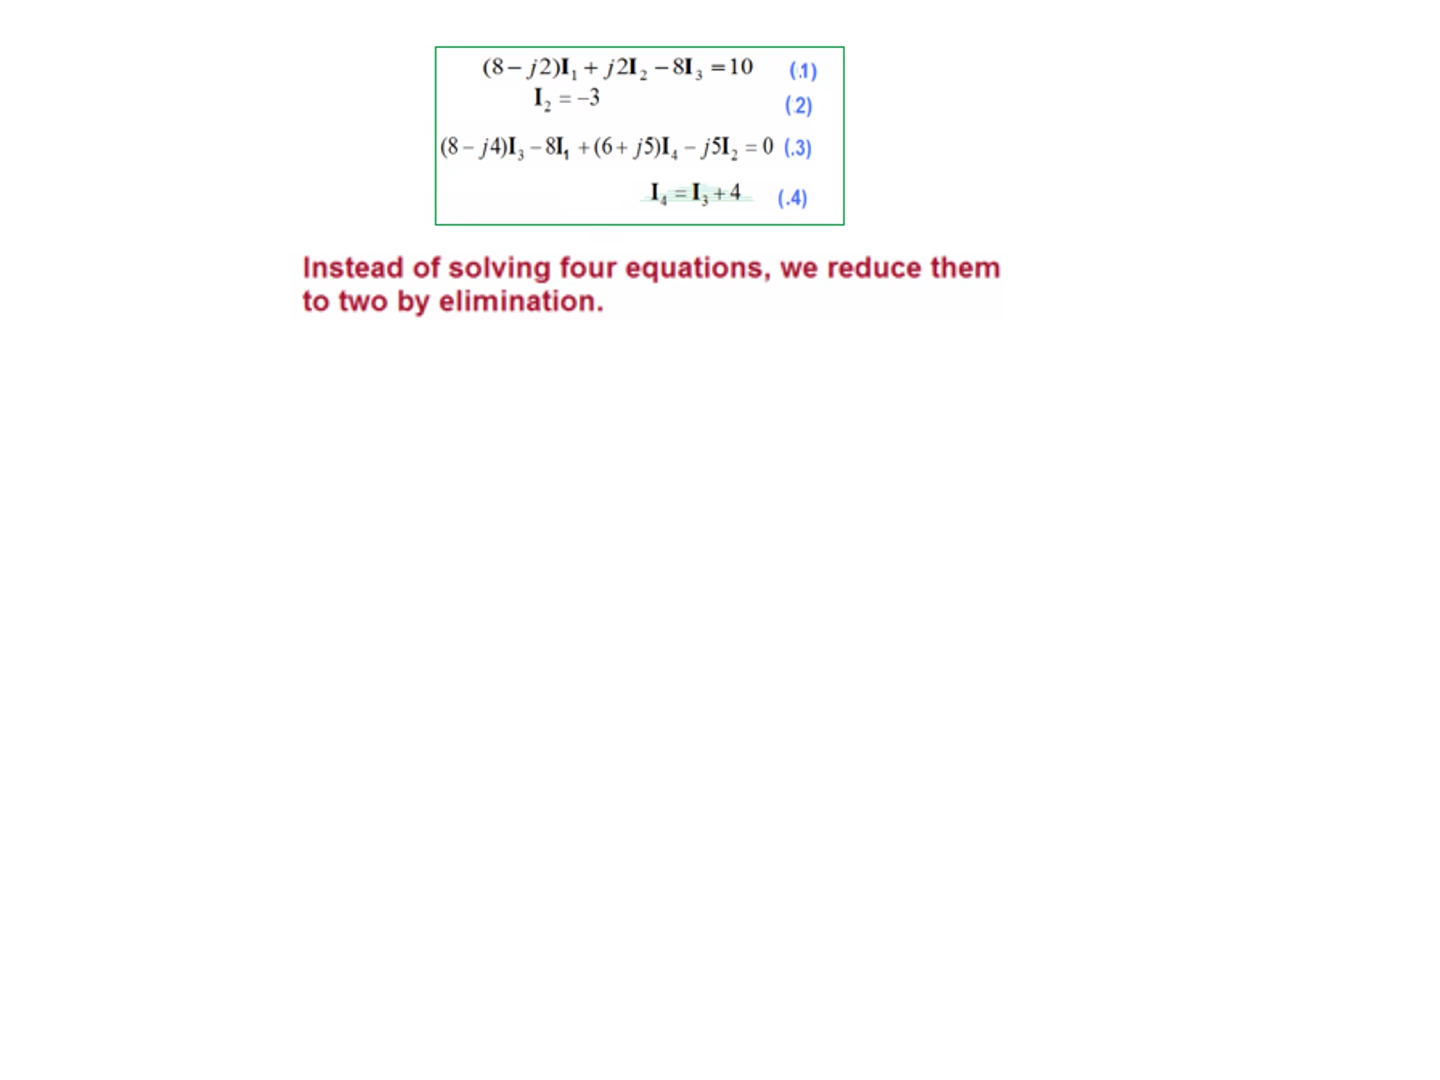 (8 – j2)I₁ + j2I₂ – 8I₃ = 10 (.1)
I₂ = –3 (2)
(8 – j4)I₃ – 8I₁ + (6 + j5)I₄ – j5I₂ = 0 (.3)
I₄ = I₃ + 4 (.4)
Instead of solving four equations, we reduce them
to two by elimination.